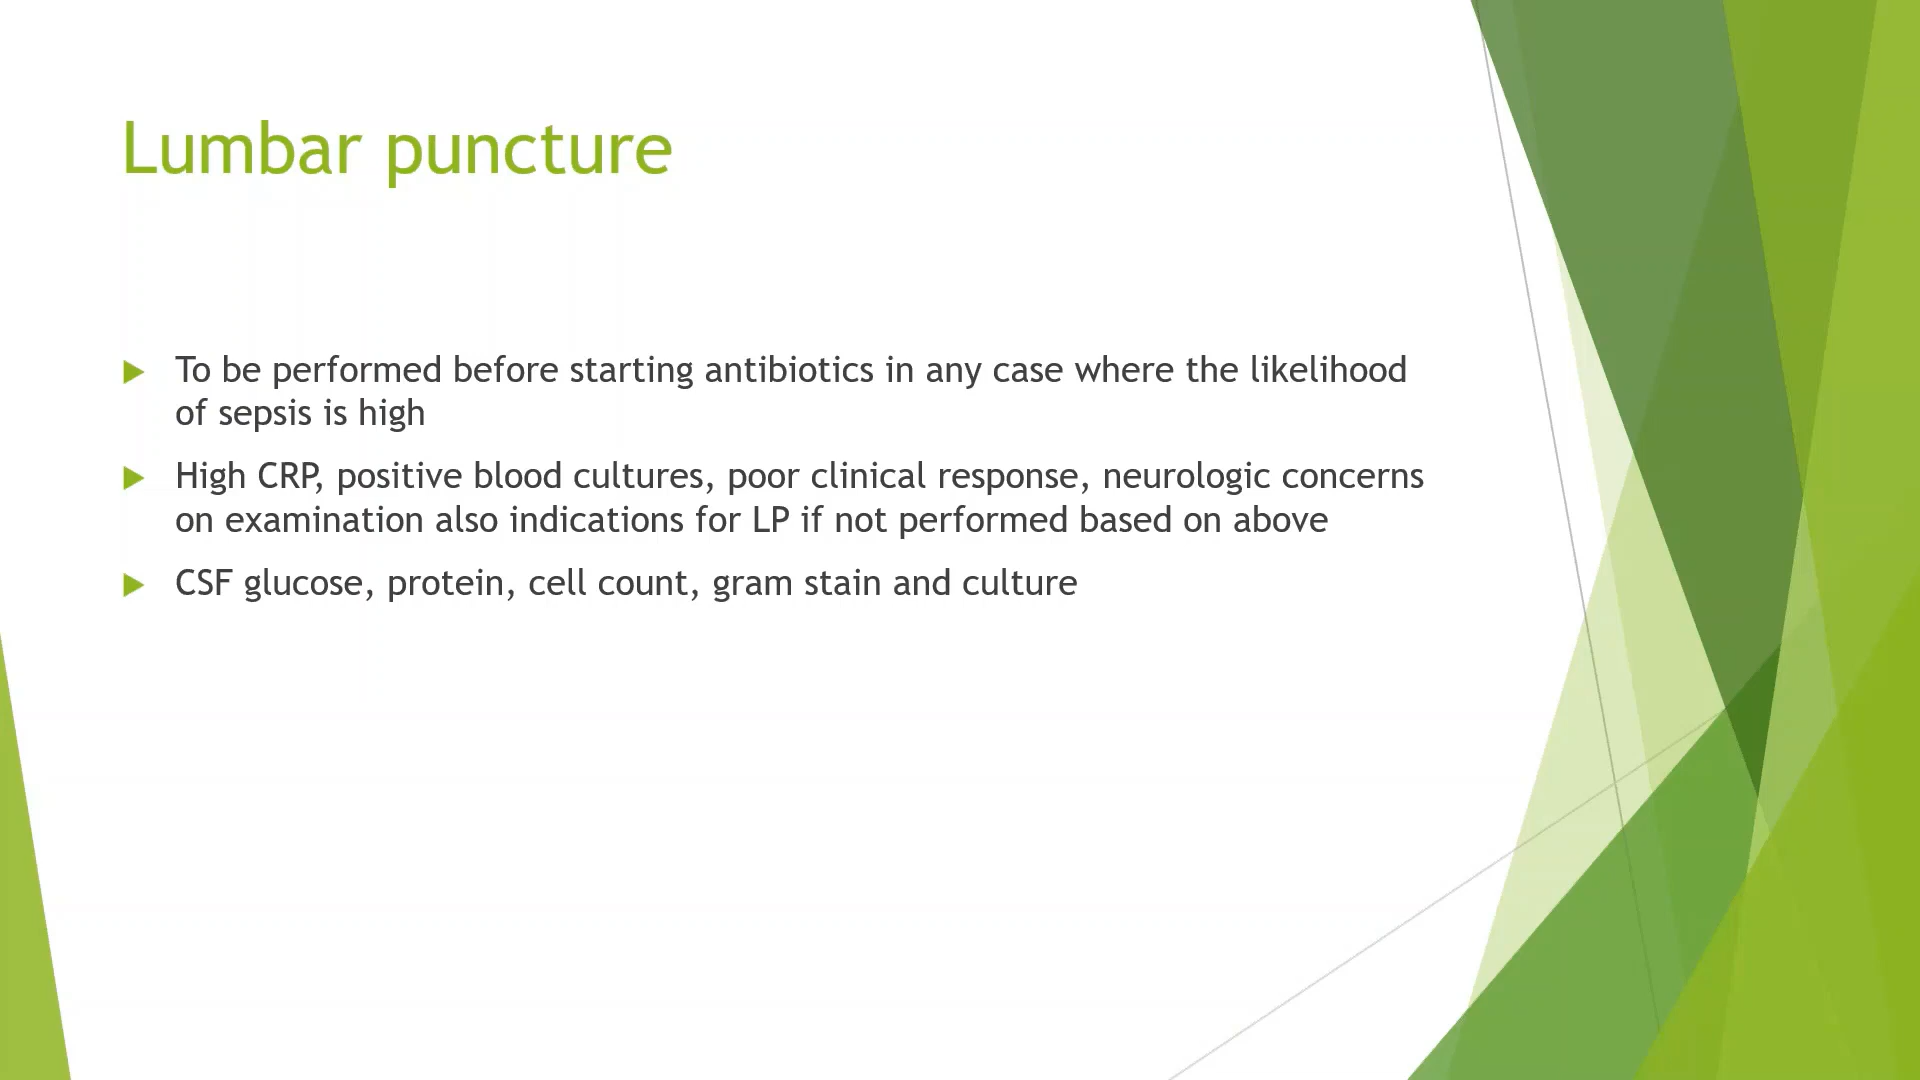 Lumbar puncture
To be performed before starting antibiotics in any case where the likelihood
of sepsis is high
High CRP, positive blood cultures, poor clinical response, neurologic concerns
on examination also indications for LP if not performed based on above
CSF glucose, protein, cell count, gram stain and culture